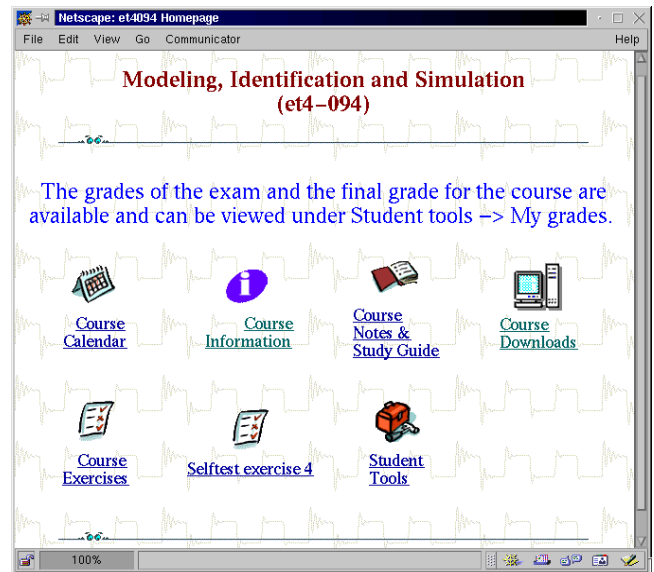 Netscape: et4094 Homepage
File Edit View Go Communicator Help
Modeling, Identification and Simulation
(et4-094)
The grades of the exam and the final grade for the course are
available and can be viewed under Student tools -> My grades.
Course
Calendar
Course
Information
Course
Notes &
Study Guide
Course
Downloads
Course
Exercises
Selftest exercise 4
Student
Tools
100%